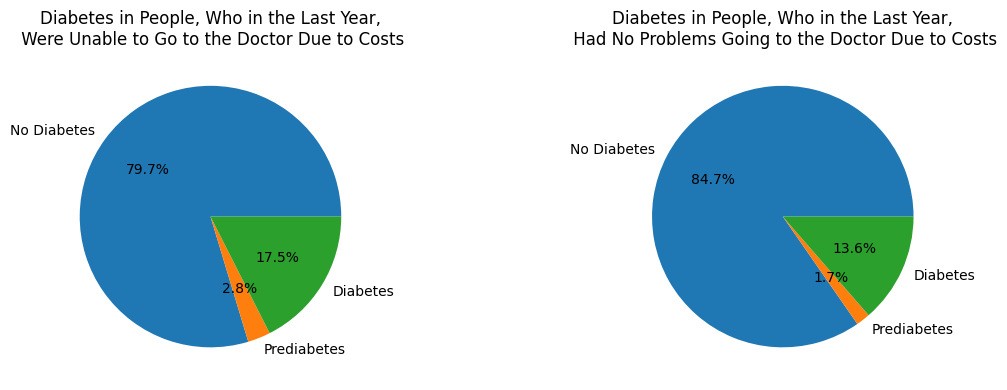 Diabetes in People, Who in the Last Year,
Were Unable to Go to the Doctor Due to Costs
No Diabetes
79.7%
17.5%
2.8%
Diabetes
Prediabetes
Diabetes in People, Who in the Last Year,
Had No Problems Going to the Doctor Due to Costs
No Diabetes
84.7%
13.6%
1.7%
Diabetes
Prediabetes